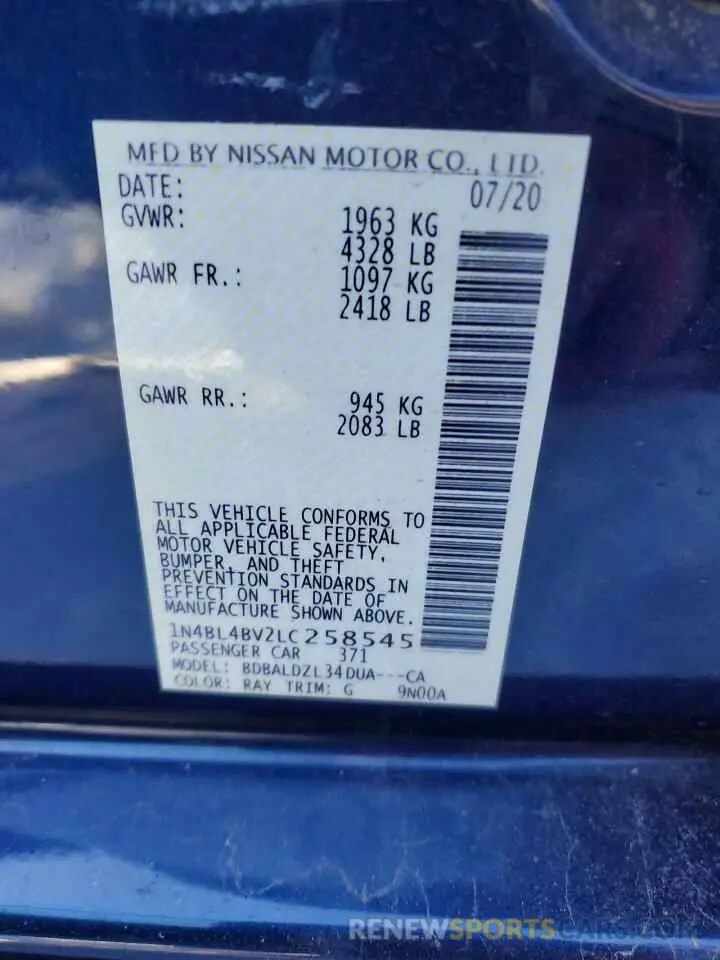 MFD BY NISSAN MOTOR CO., LTD.
DATE: 07/20
GVWR: 1963 KG
4328 LB
GAWR FR.: 1097 KG
2418 LB
GAWR RR.: 945 KG
2083 LB
THIS VEHICLE CONFORMS TO
ALL APPLICABLE FEDERAL
MOTOR VEHICLE SAFETY,
BUMPER, AND THEFT
PREVENTION STANDARDS IN
EFFECT ON THE DATE OF
MANUFACTURE SHOWN ABOVE.
1N4BL4BV2LC258545
PASSENGER CAR 371
MODEL: BDBALDZL34DUA---CA
COLOR: RAY TRIM: G 9N00A
RENEWSPORTSCARS.COM